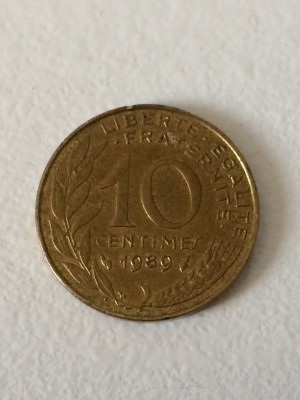 LIBERTE·EGALITE
FRATERNITE
10
CENTIMES
1989